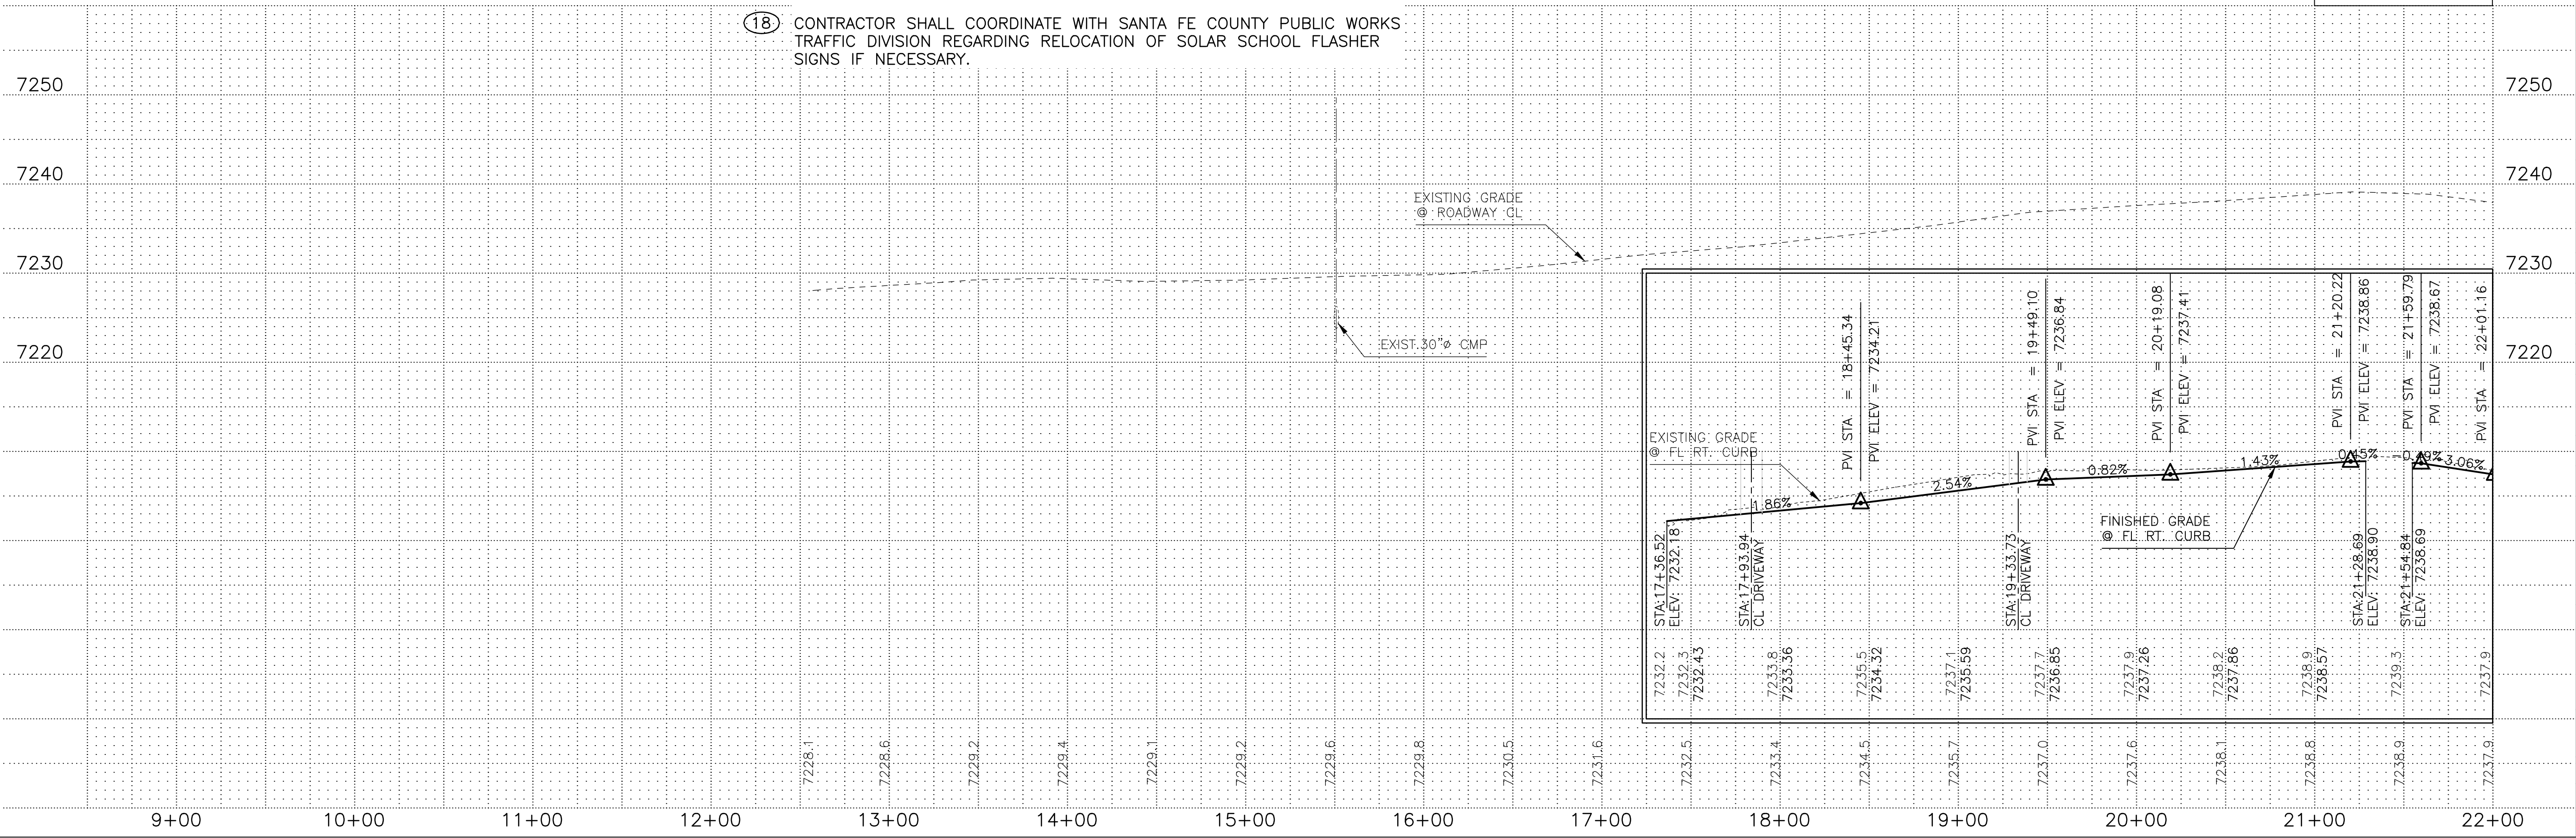 18 CONTRACTOR SHALL COORDINATE WITH SANTA FE COUNTY PUBLIC WORKS
TRAFFIC DIVISION REGARDING RELOCATION OF SOLAR SCHOOL FLASHER
SIGNS IF NECESSARY.
7250 7250
7240 7240
7230 7230
7220 7220
EXISTING GRADE
@ ROADWAY CL
EXIST.30"ø CMP
PVI STA = 18+45.34
PVI ELEV = 7234.21
PVI STA = 19+49.10
PVI ELEV = 7236.84
PVI STA = 20+19.08
PVI ELEV = 7237.41
PVI STA = 21+20.22
PVI ELEV = 7238.86
PVI STA = 21+59.79
PVI ELEV = 7238.67
PVI STA = 22+01.16
EXISTING GRADE
@ FL RT. CURB
1.86%
2.54%
0.82%
1.43%
0.45%
-0.49%
-3.06%
FINISHED GRADE
@ FL RT. CURB
STA:17+36.52
ELEV: 7232.18
STA:17+93.94
CL DRIVEWAY
STA:19+33.73
CL DRIVEWAY
STA:21+28.69
ELEV: 7238.90
STA:21+54.84
ELEV: 7238.69
7232.2
7232.3
7232.43
7233.8
7233.36
7235.5
7234.32
7237.1
7235.59
7237.7
7236.85
7237.9
7237.26
7238.2
7237.86
7238.9
7238.57
7239.3
7237.9
7228.1
7228.6
7229.2
7229.4
7229.1
7229.2
7229.6
7229.8
7230.5
7231.6
7232.5
7233.4
7234.5
7235.7
7237.0
7237.6
7238.1
7238.8
7238.9
7237.9
9+00 10+00 11+00 12+00 13+00 14+00 15+00 16+00 17+00 18+00 19+00 20+00 21+00 22+00